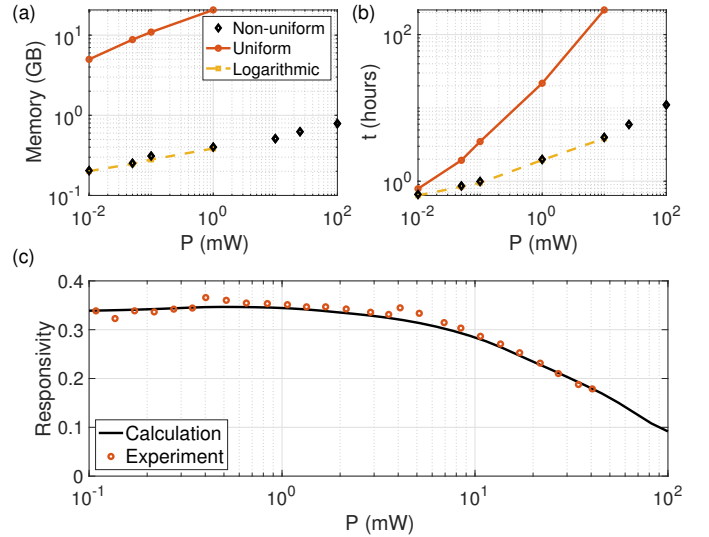 (a)
(b)
10^1
10^0
10^-1
Memory (GB)
Non-uniform
Uniform
Logarithmic
10^-2
10^0
10^2
P (mW)
10^2
10^0
t (hours)
10^-2
10^0
10^2
P (mW)
(c)
0.4
0.3
0.2
0.1
0
Responsivity
Calculation
Experiment
10^-1
10^0
10^1
10^2
P (mW)